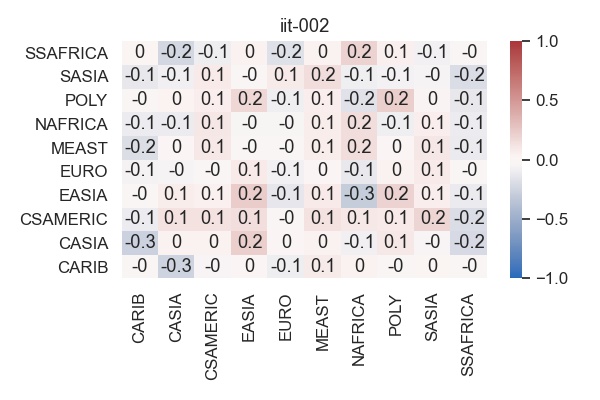 iit-002
SSAFRICA 0 -0.2 -0.1 0 -0.2 0 0.2 0.1 -0.1 -0
SASIA -0.1 -0.1 0.1 -0 0.1 0.2 -0.1 -0.1 -0 -0.2
POLY -0 0 0.1 0.2 -0.1 0.1 -0.2 0.2 0 -0.1
NAFRICA -0.1 -0.1 0.1 -0 -0 0.1 0.2 -0.1 0.1 -0.1
MEAST -0.2 0 0.1 -0 -0 0.1 0.2 0 0.1 -0.1
EURO -0.1 -0 -0 0.1 -0.1 0 -0.1 0 0.1 -0
EASIA -0 0.1 0.1 0.2 -0.1 0.1 -0.3 0.2 0.1 -0.1
CSAMERIC -0.1 0.1 0.1 0.1 -0 0.1 0.1 0.1 0.2 -0.2
CASIA -0.3 0 0 0.2 0 0 -0.1 0.1 -0 -0.2
CARIB -0 -0.3 -0 0 -0.1 0.1 0 -0 0 -0
CARIB CASIA CSAMERIC EASIA EURO MEAST NAFRICA POLY SASIA SSAFRICA
1.0
0.5
0.0
−0.5
−1.0